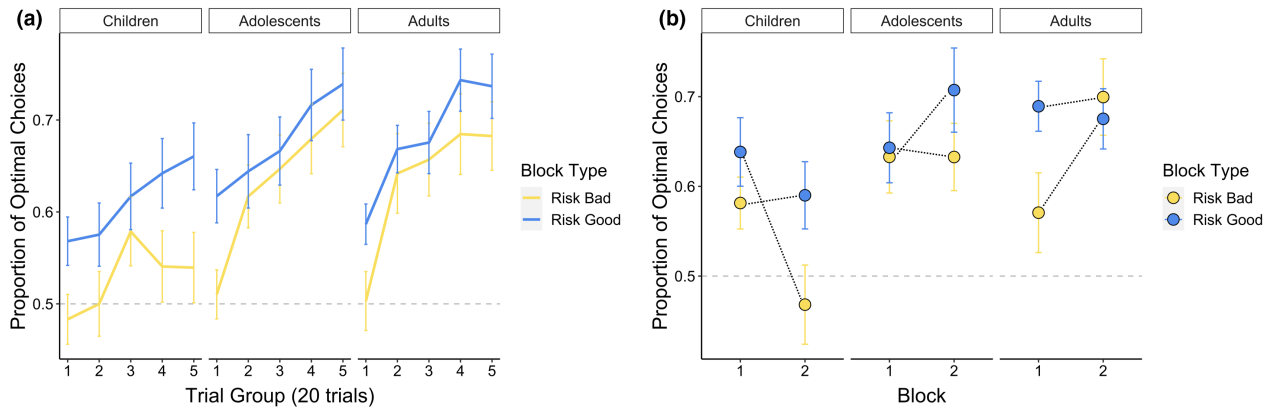 (a)
Children
Adolescents
Adults
Proportion of Optimal Choices
0.7
0.6
0.5
1 2 3 4 5
1 2 3 4 5
1 2 3 4 5
Trial Group (20 trials)
Block Type
Risk Bad
Risk Good
(b)
Children
Adolescents
Adults
Proportion of Optimal Choices
0.7
0.6
0.5
1 2
1 2
1 2
Block
Block Type
Risk Bad
Risk Good